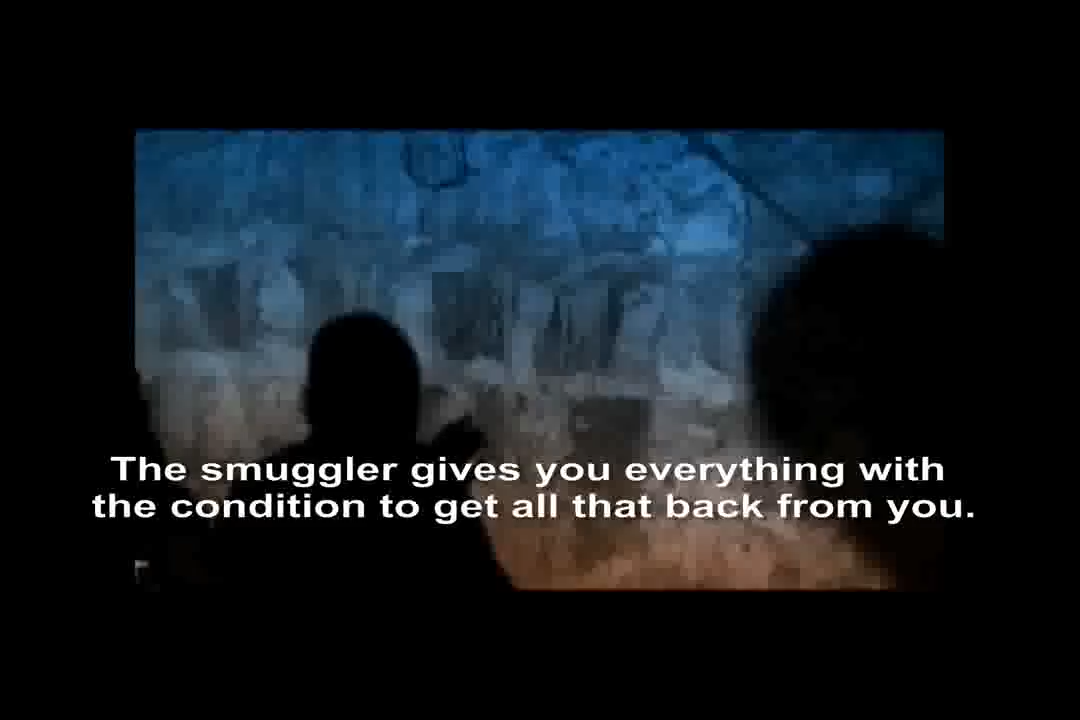 The smuggler gives you everything with
the condition to get all that back from you.